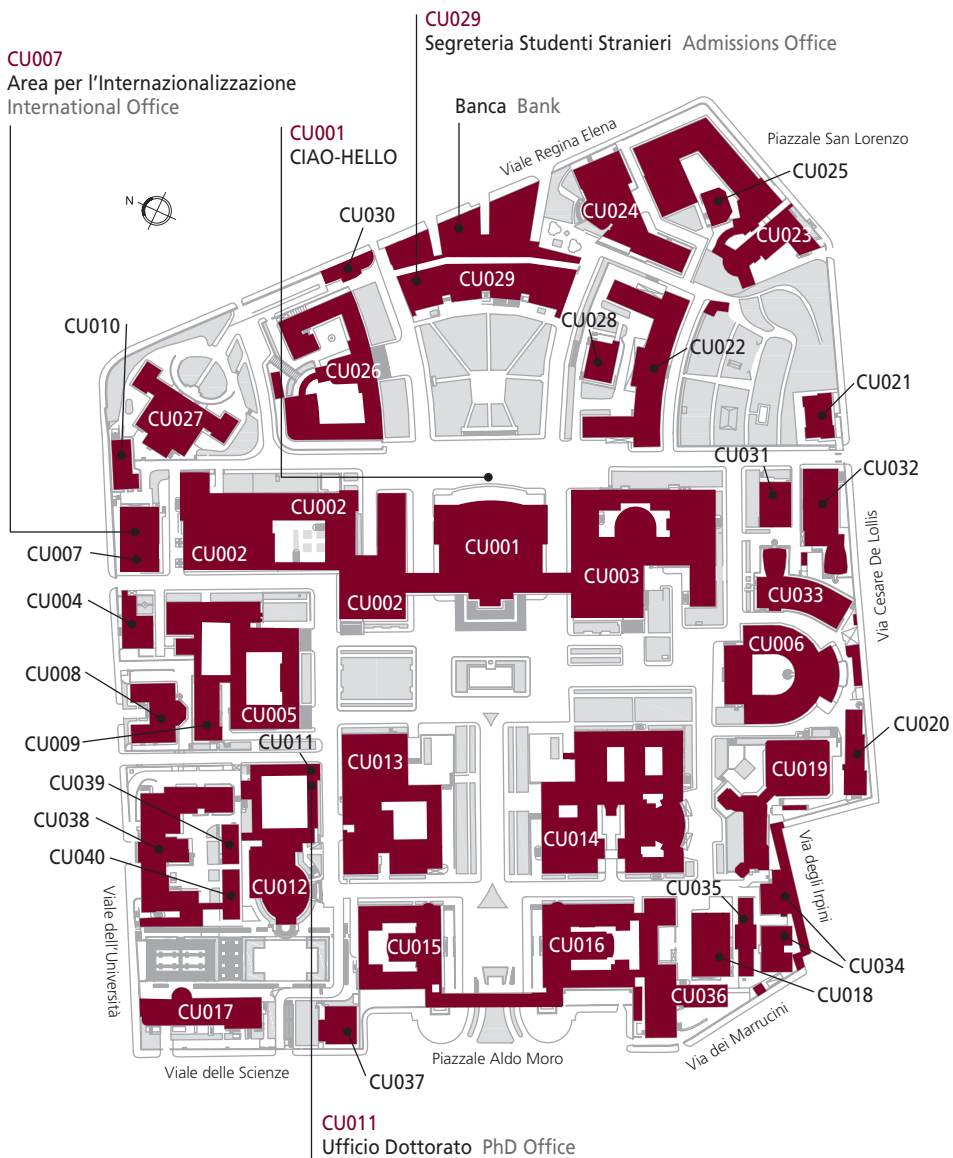 CU029
Segreteria Studenti Stranieri Admissions Office
CU007
Area per l'Internazionalizzazione
International Office
Banca Bank
CU001
CIAO-HELLO
Viale Regina Elena
Piazzale San Lorenzo
CU025
N
CU030
CU024
CU023
CU029
CU010
CU028
CU022
CU026
CU021
CU027
CU031
CU032
CU002
CU001
CU002
CU007
CU003
CU002
CU033
Via Cesare De Lollis
CU004
CU006
CU008
CU005
CU009
CU011
CU020
CU013
CU019
CU039
CU038
CU014
CU040
CU012
CU035
Via degli Irpini
Viale dell'Università
CU015
CU016
CU034
CU018
CU036
CU017
Piazzale Aldo Moro
Via dei Marrucini
Viale delle Scienze
CU037
CU011
Ufficio Dottorato PhD Office